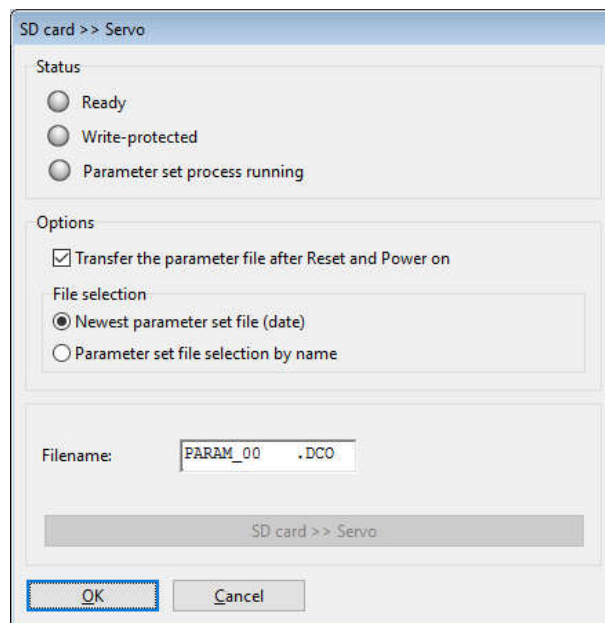 SD card >> Servo
Status
Ready
Write-protected
Parameter set process running
Options
Transfer the parameter file after Reset and Power on
File selection
Newest parameter set file (date)
Parameter set file selection by name
Filename: PARAM_00 .DCO
SD card >> Servo
OK Cancel